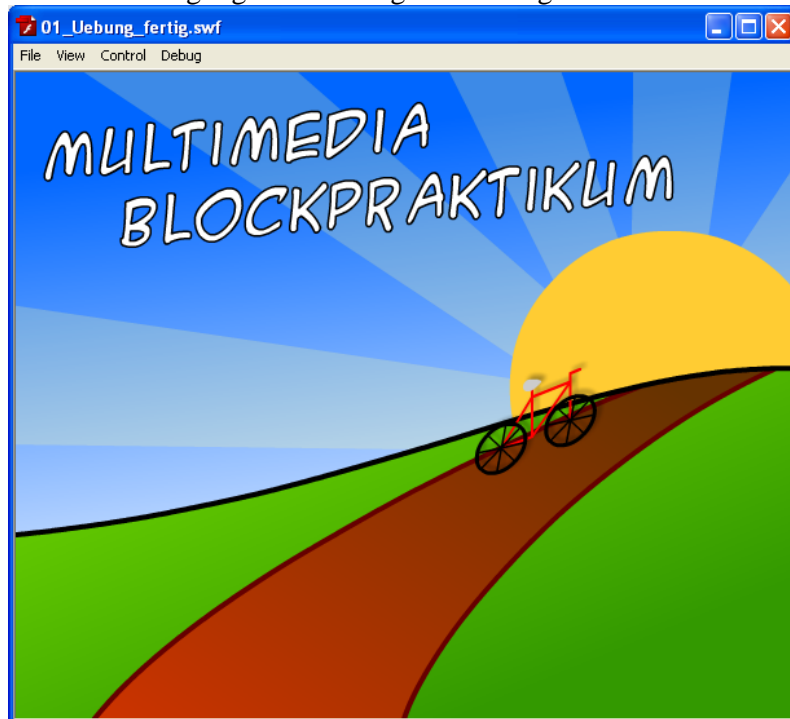 01_Uebung_fertig.swf
File View Control Debug
MULTIMEDIA
BLOCKPRAKTIKUM